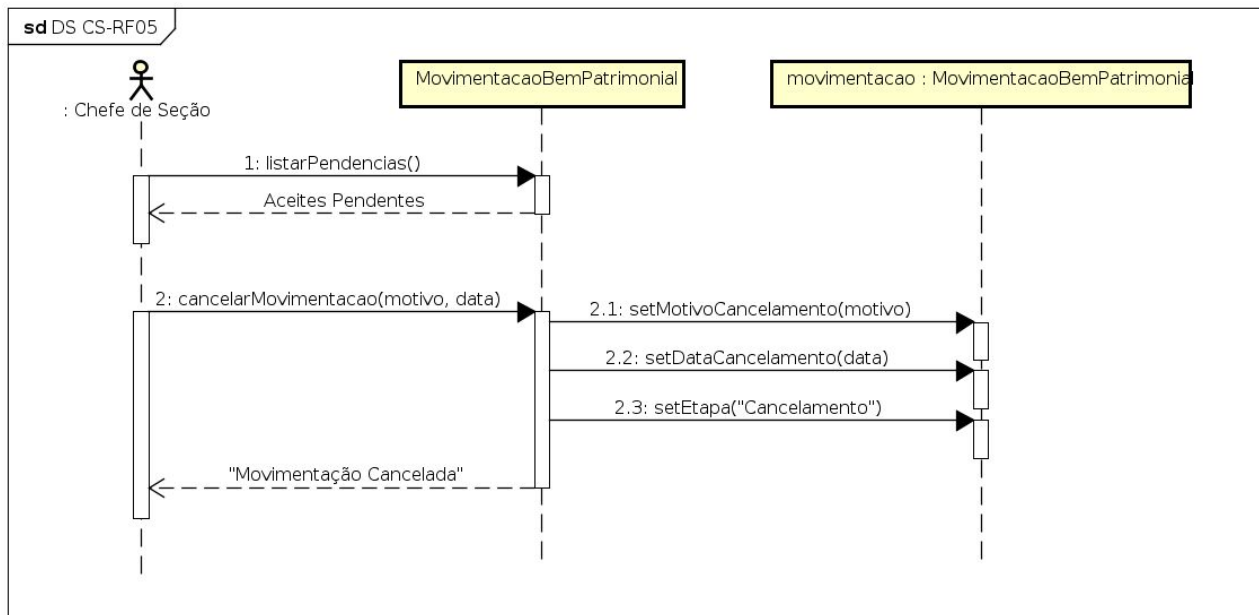 sd DS CS-RF05
: Chefe de Seção
MovimentacaoBemPatrimonial
movimentacao : MovimentacaoBemPatrimonial
1: listarPendencias()
Aceites Pendentes
2: cancelarMovimentacao(motivo, data)
2.1: setMotivoCancelamento(motivo)
2.2: setDataCancelamento(data)
2.3: setEtapa("Cancelamento")
"Movimentação Cancelada"